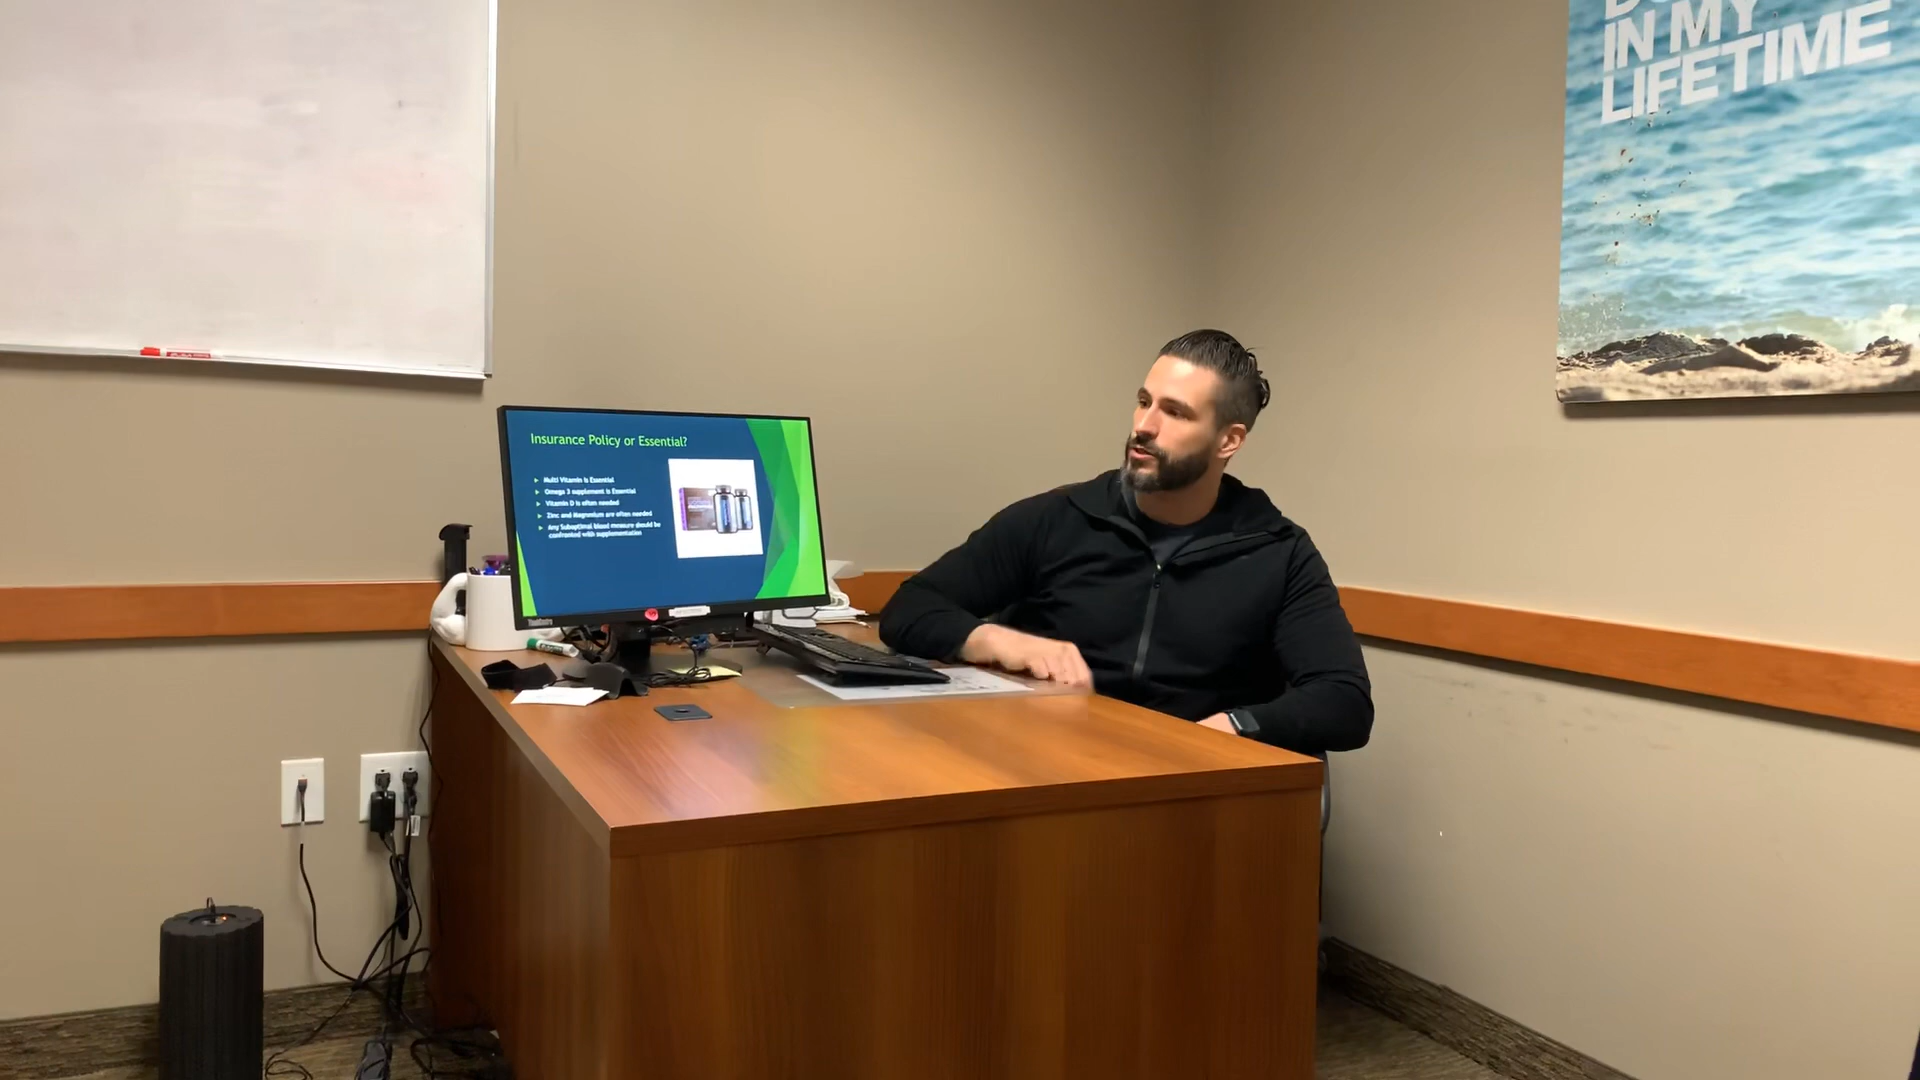 IN MY
LIFETIME
Insurance Policy or Essential?
Multi Vitamin is Essential
Omega 3 supplement is Essential
Vitamin D is often needed
Zinc and Magnesium are often needed
Any Suboptimal blood measure should be
confronted with supplementation
ThinkCentre